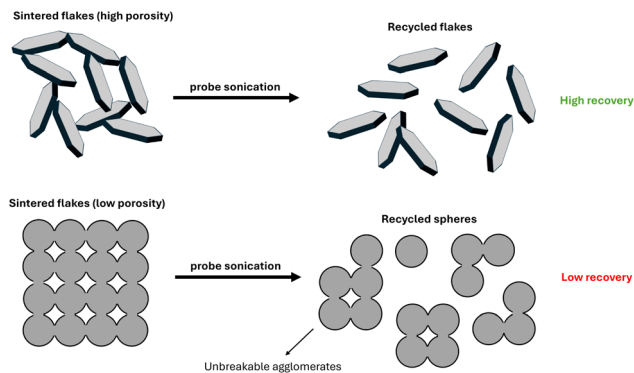 Sintered flakes (high porosity)
Recycled flakes
probe sonication
High recovery
Sintered flakes (low porosity)
Recycled spheres
probe sonication
Low recovery
Unbreakable agglomerates